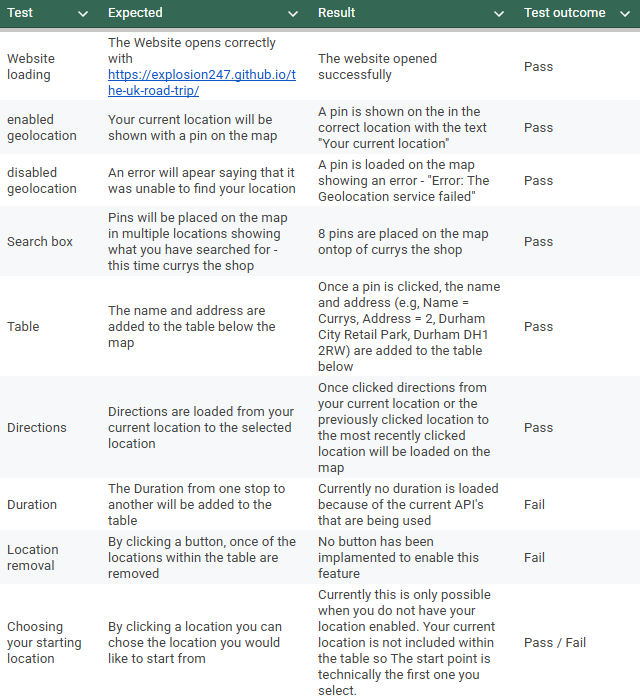 Test Expected Result Test outcome
Website
loading
The Website opens correctly
with
https://explosion247.github.io/t
he-uk-road-trip/
The website opened
successfully
Pass
enabled
geolocation
Your current location will be
shown with a pin on the map
A pin is shown on the in the
correct location with the text
"Your current location"
Pass
disabled
geolocation
An error will apear saying that it
was unable to find your location
A pin is loaded on the map
showing an error - "Error: The
Geolocation service failed"
Pass
Search box
Pins will be placed on the map
in multiple locations showing
what you have searched for -
this time currys the shop
8 pins are placed on the map
ontop of currys the shop
Pass
Table
The name and address are
added to the table below the
map
Once a pin is clicked, the name
and address (e.g, Name =
Currys, Address = 2, Durham
City Retail Park, Durham DH1
2RW) are added to the table
below
Pass
Directions
Directions are loaded from your
current location to the selected
location
Once clicked directions from
your current location or the
previously clicked location to
the most recently clicked
location will be loaded on the
map
Pass
Duration
The Duration from one stop to
another will be added to the
table
Currently no duration is loaded
because of the current API's
that are being used
Fail
Location
removal
By clicking a button, once of the
locations within the table are
removed
No button has been
implamented to enable this
feature
Fail
Choosing
your starting
location
By clicking a location you can
chose the location you would
like to start from
Currently this is only possible
when you do not have your
location enabled. Your current
location is not included within
the table so The start point is
technically the first one you
select.
Pass / Fail